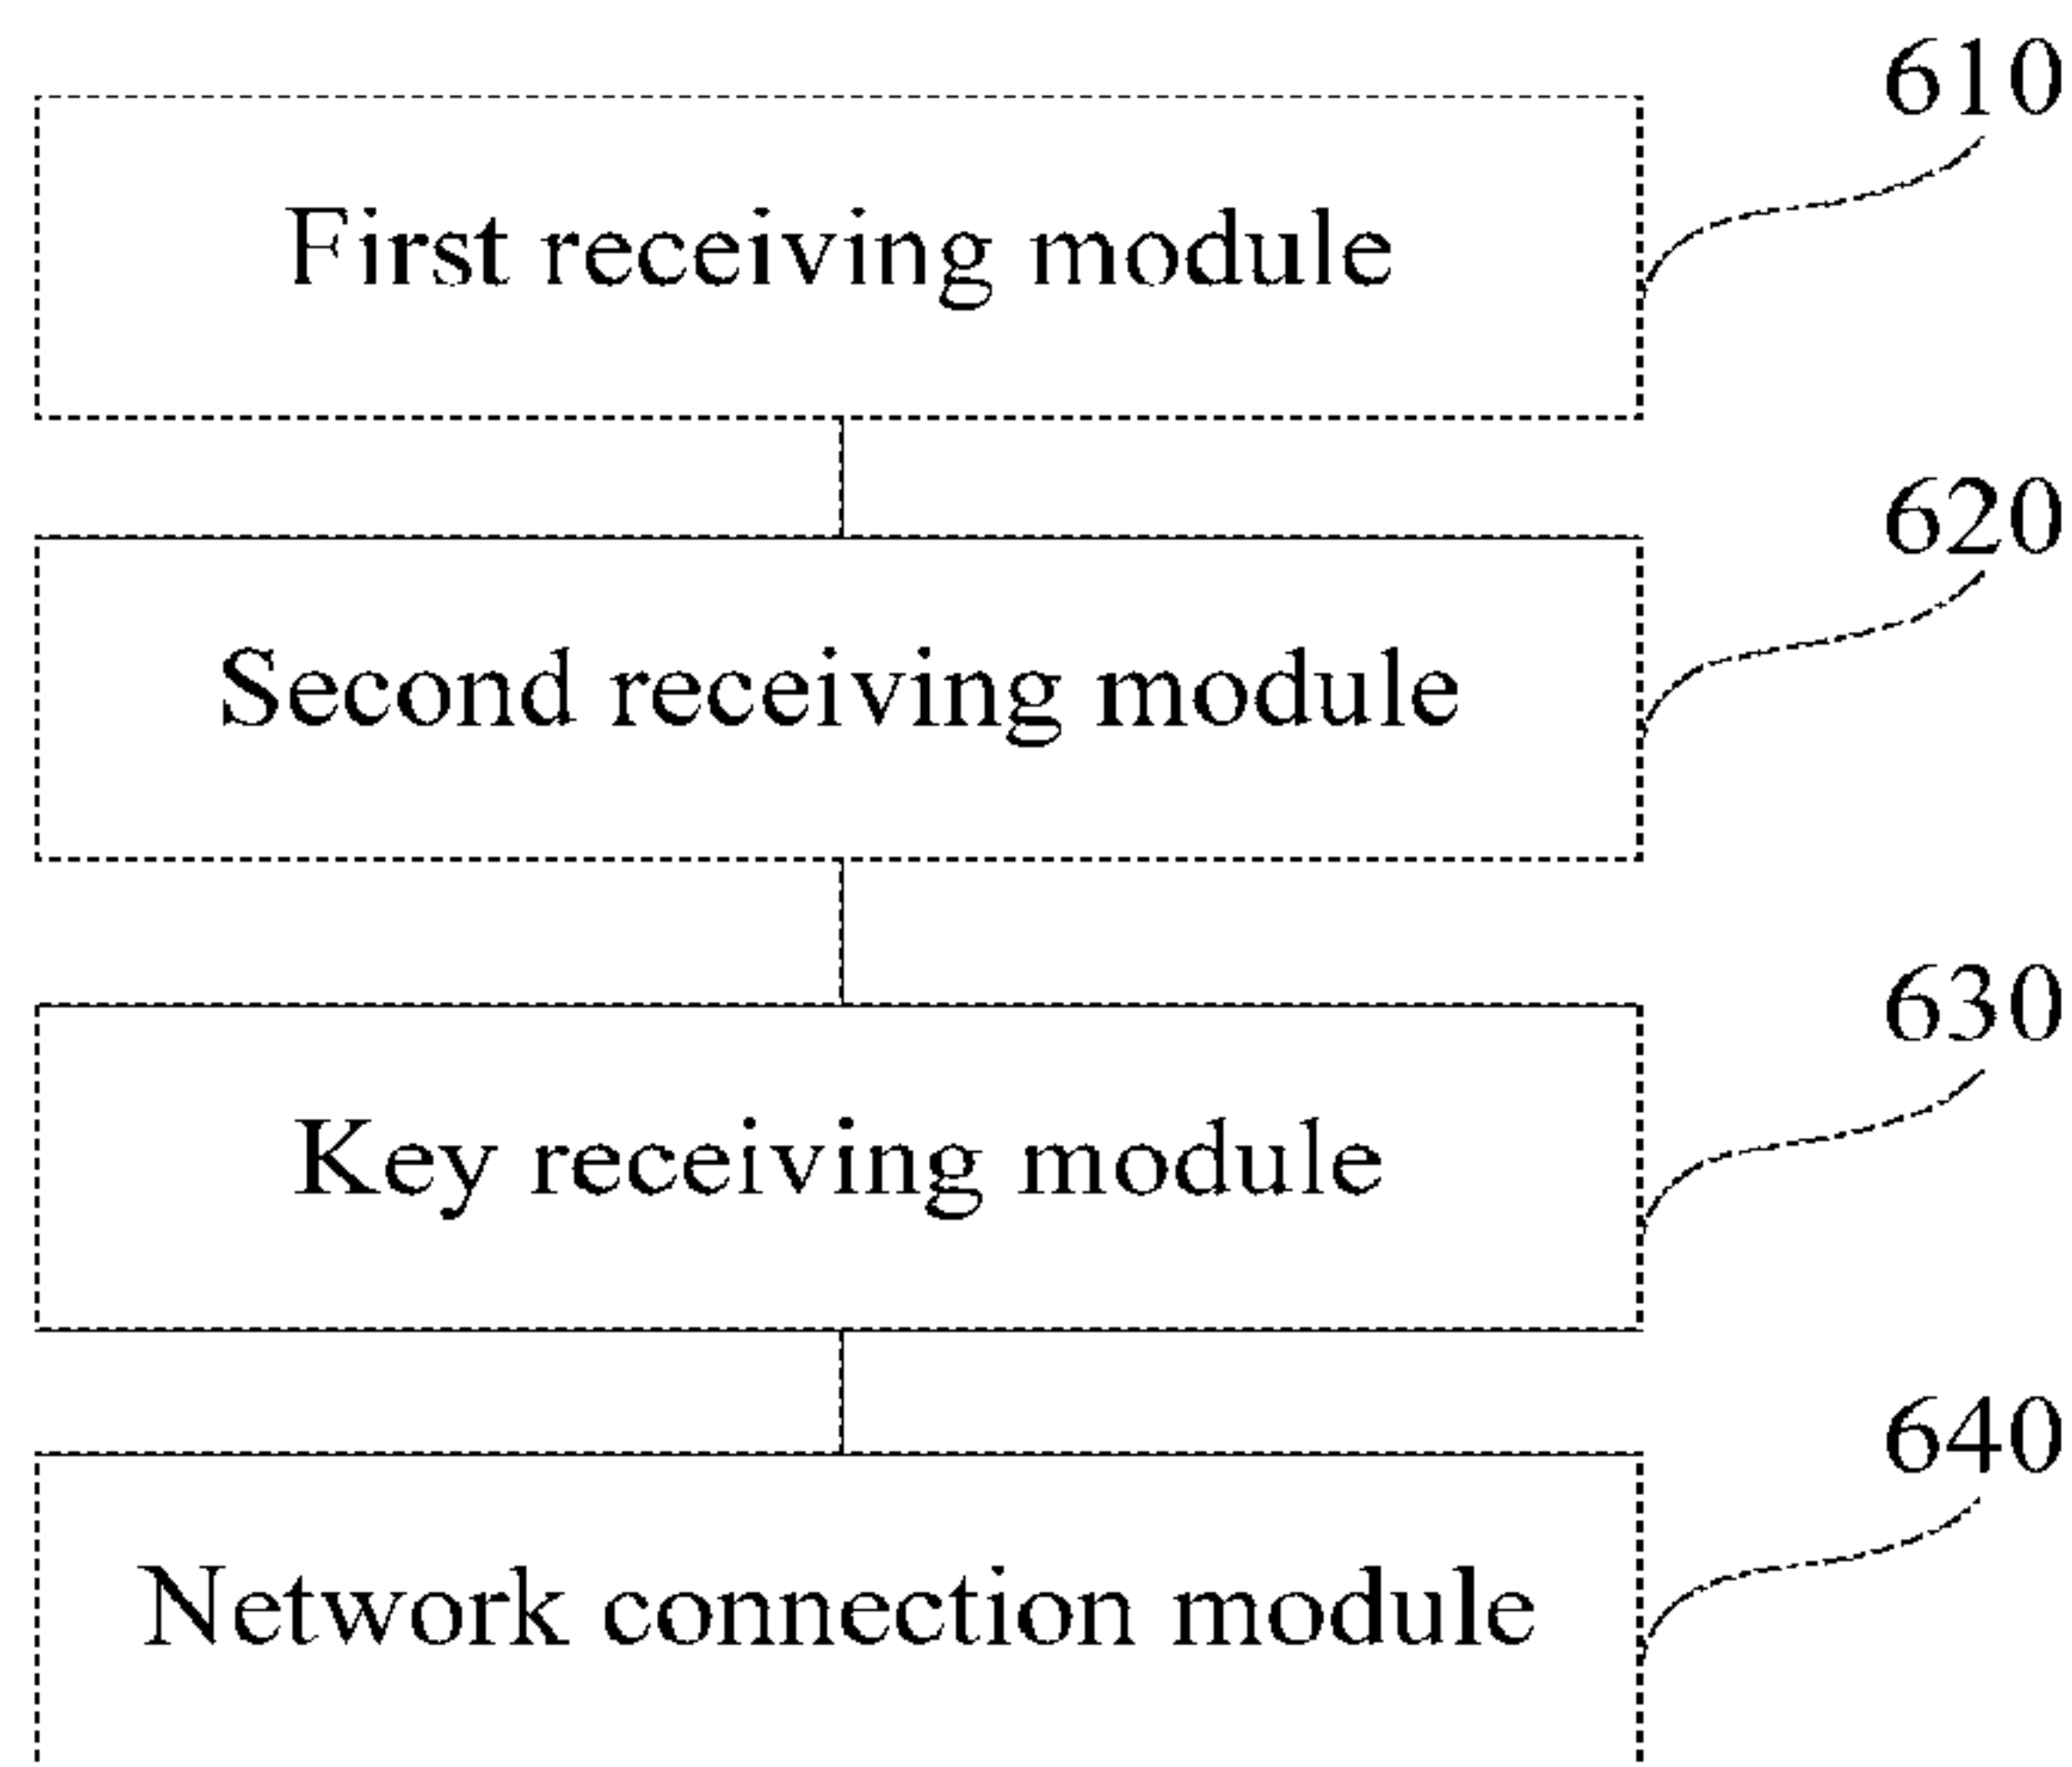 610
First receiving module
620
Second receiving module
630
Key receiving module
640
Network connection module